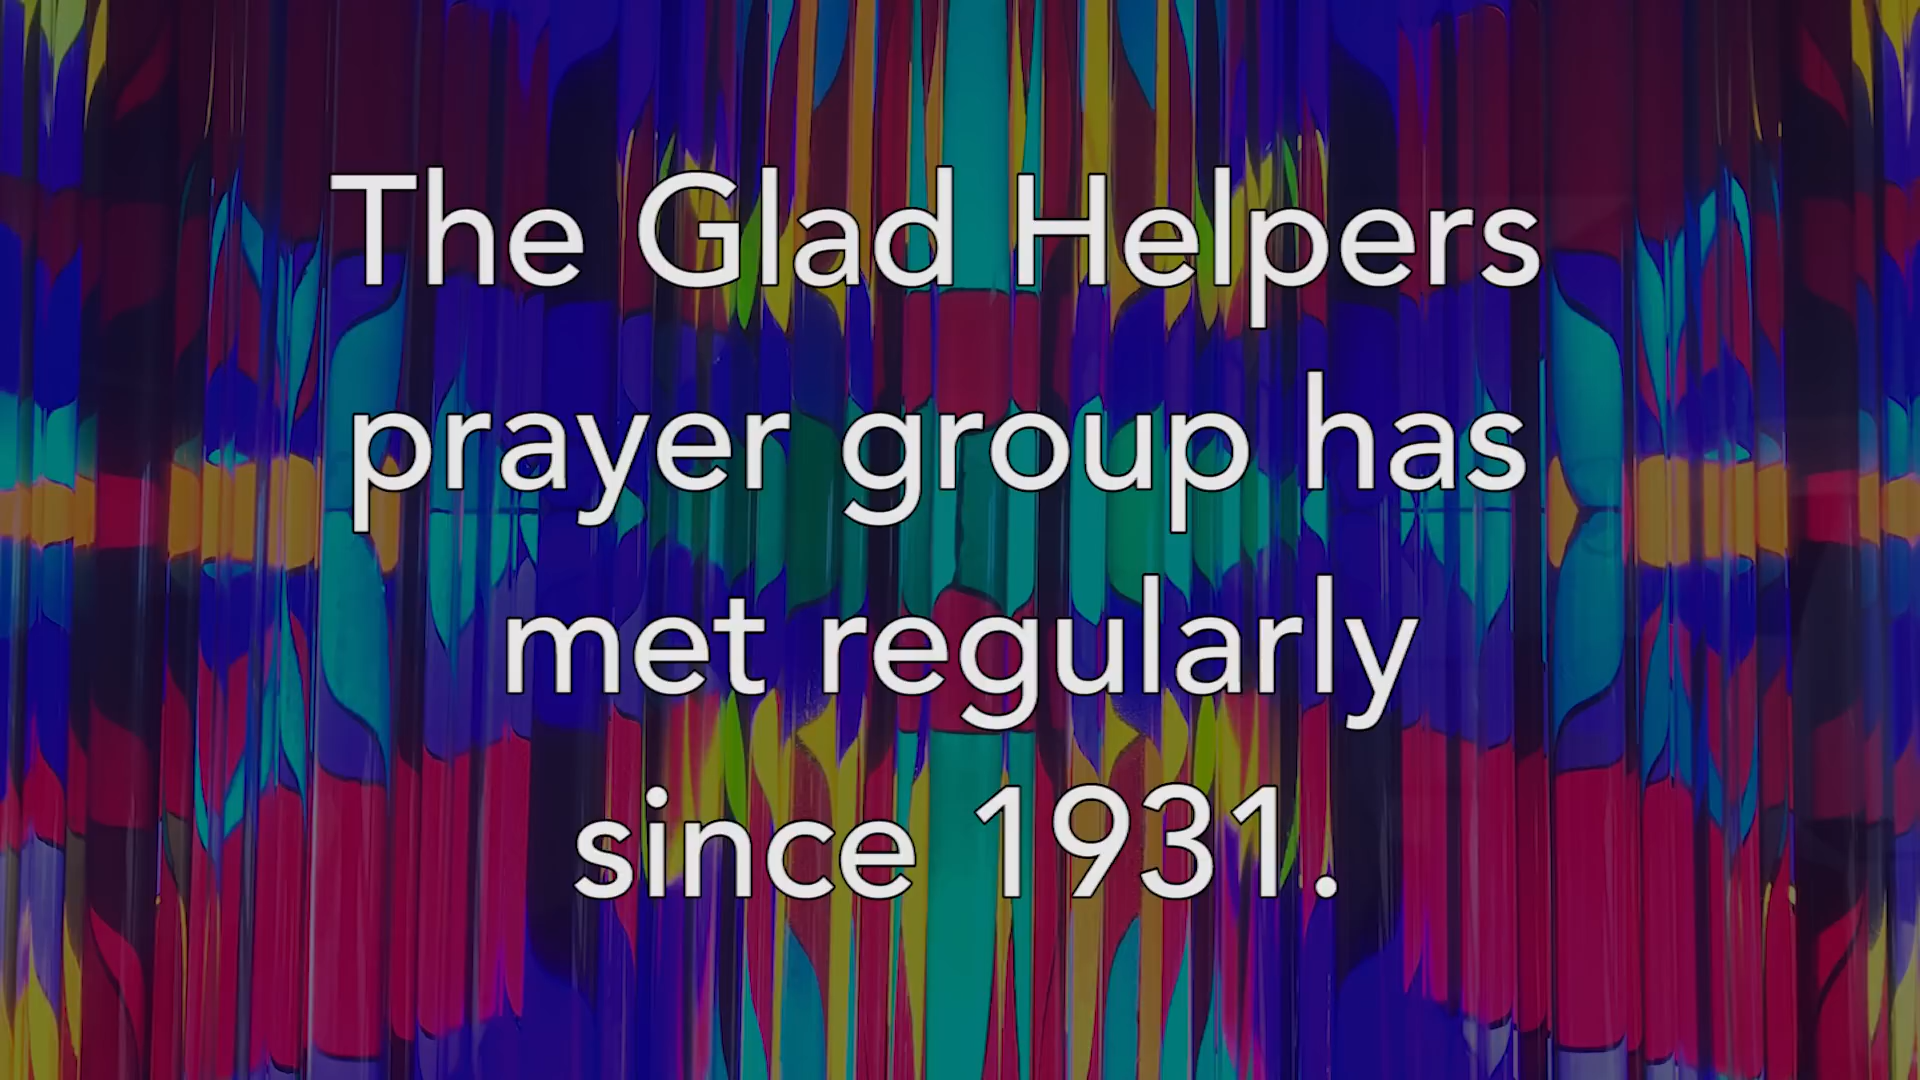 The Glad Helpers
prayer group has
met regularly
since 1931.